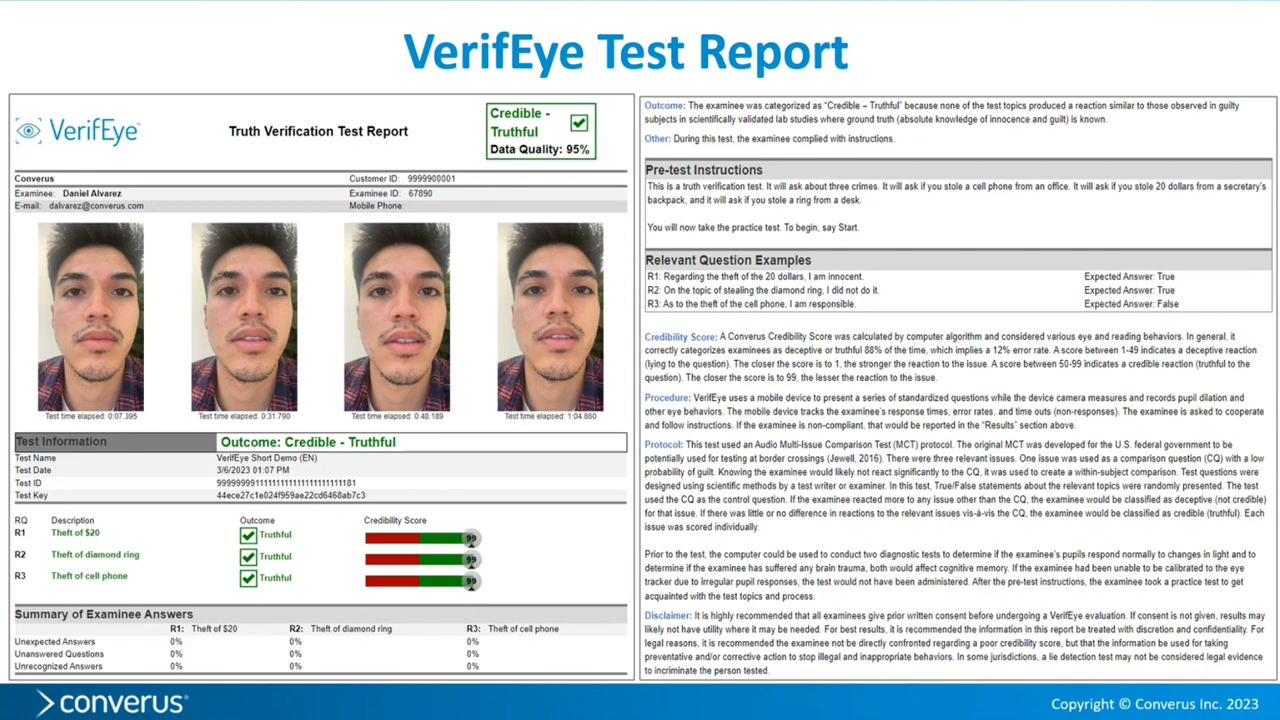 VerifEye Test Report
VerifEye™
Truth Verification Test Report
Credible -
Truthful
Data Quality: 95%
Converus
Customer ID: 9999900001
Examinee: Daniel Alvarez
Examinee ID: 67890
E-mail: dalvarez@converus.com
Mobile Phone:
Test time elapsed: 0:07.395
Test time elapsed: 0:31.790
Test time elapsed: 0:48.189
Test time elapsed: 1:04.860
Test Information
Outcome: Credible - Truthful
Test Name VerifEye Short Demo (EN)
Test Date 3/6/2023 01:07 PM
Test ID
Test Key 44ece27c1e024f959ae22cd6468ab7c3
RQ Description Outcome Credibility Score
R1 Theft of $20 Truthful 99
R2 Theft of diamond ring Truthful 99
R3 Theft of cell phone Truthful 99
Summary of Examinee Answers
R1: Theft of $20 R2: Theft of diamond ring R3: Theft of cell phone
Unexpected Answers 0% 0% 0%
Unanswered Questions 0% 0% 0%
Unrecognized Answers 0% 0% 0%
Outcome: The examinee was categorized as “Credible – Truthful” because none of the test topics produced a reaction similar to those observed in guilty
subjects in scientifically validated lab studies where ground truth (absolute knowledge of innocence and guilt) is known.
Other: During this test, the examinee complied with instructions.
Pre-test Instructions
This is a truth verification test. It will ask about three crimes. It will ask if you stole a cell phone from an office. It will ask if you stole 20 dollars from a secretary's
backpack, and it will ask if you stole a ring from a desk.
You will now take the practice test. To begin, say Start.
Relevant Question Examples
R1: Regarding the theft of the 20 dollars, I am innocent. Expected Answer: True
R2: On the topic of stealing the diamond ring, I did not do it. Expected Answer: True
R3: As to the theft of the cell phone, I am responsible. Expected Answer: False
Credibility Score: A Converus Credibility Score was calculated by computer algorithm and considered various eye and reading behaviors. In general, it
correctly categorizes examinees as deceptive or truthful 88% of the time, which implies a 12% error rate. A score between 1-49 indicates a deceptive reaction
(lying to the question). The closer the score is to 1, the stronger the reaction to the issue. A score between 50-99 indicates a credible reaction (truthful to the
question). The closer the score is to 99, the lesser the reaction to the issue.
Procedure: VerifEye uses a mobile device to present a series of standardized questions while the device camera measures and records pupil dilation and
other eye behaviors. The mobile device tracks the examinee's response times, error rates, and time outs (non-responses). The examinee is asked to cooperate
and follow instructions. If the examinee is non-compliant, that would be reported in the “Results” section above.
Protocol: This test used an Audio Multi-Issue Comparison Test (MCT) protocol. The original MCT was developed for the U.S. federal government to be
potentially used for testing at border crossings (Jewell, 2016). There were three relevant issues. One issue was used as a comparison question (CQ) with a low
probability of guilt. Knowing the examinee would likely not react significantly to the CQ, it was used to create a within-subject comparison. Test questions were
designed using scientific methods by a test writer or examiner. In this test, True/False statements about the relevant topics were randomly presented. The test
used the CQ as the control question. If the examinee reacted more to any issue other than the CQ, the examinee would be classified as deceptive (not credible)
for that issue. If there was little or no difference in reactions to the relevant issues vis-à-vis the CQ, the examinee would be classified as credible (truthful). Each
issue was scored individually.
Prior to the test, the computer could be used to conduct two diagnostic tests to determine if the examinee's pupils respond normally to changes in light and to
determine if the examinee has suffered any brain trauma, both would affect cognitive memory. If the examinee had been unable to be calibrated to the eye
tracker due to irregular pupil responses, the test would not have been administered. After the pre-test instructions, the examinee took a practice test to get
acquainted with the test topics and process.
Disclaimer: It is highly recommended that all examinees give prior written consent before undergoing a VerifEye evaluation. If consent is not given, results may
likely not have utility where it may be needed. For best results, it is recommended the information in this report be treated with discretion and confidentiality. For
legal reasons, it is recommended the examinee not be directly confronted regarding a poor credibility score, but that the information be used for taking
preventative and/or corrective action to stop illegal and inappropriate behaviors. In some jurisdictions, a lie detection test may not be considered legal evidence
to incriminate the person tested.
converus®
Copyright © Converus Inc. 2023